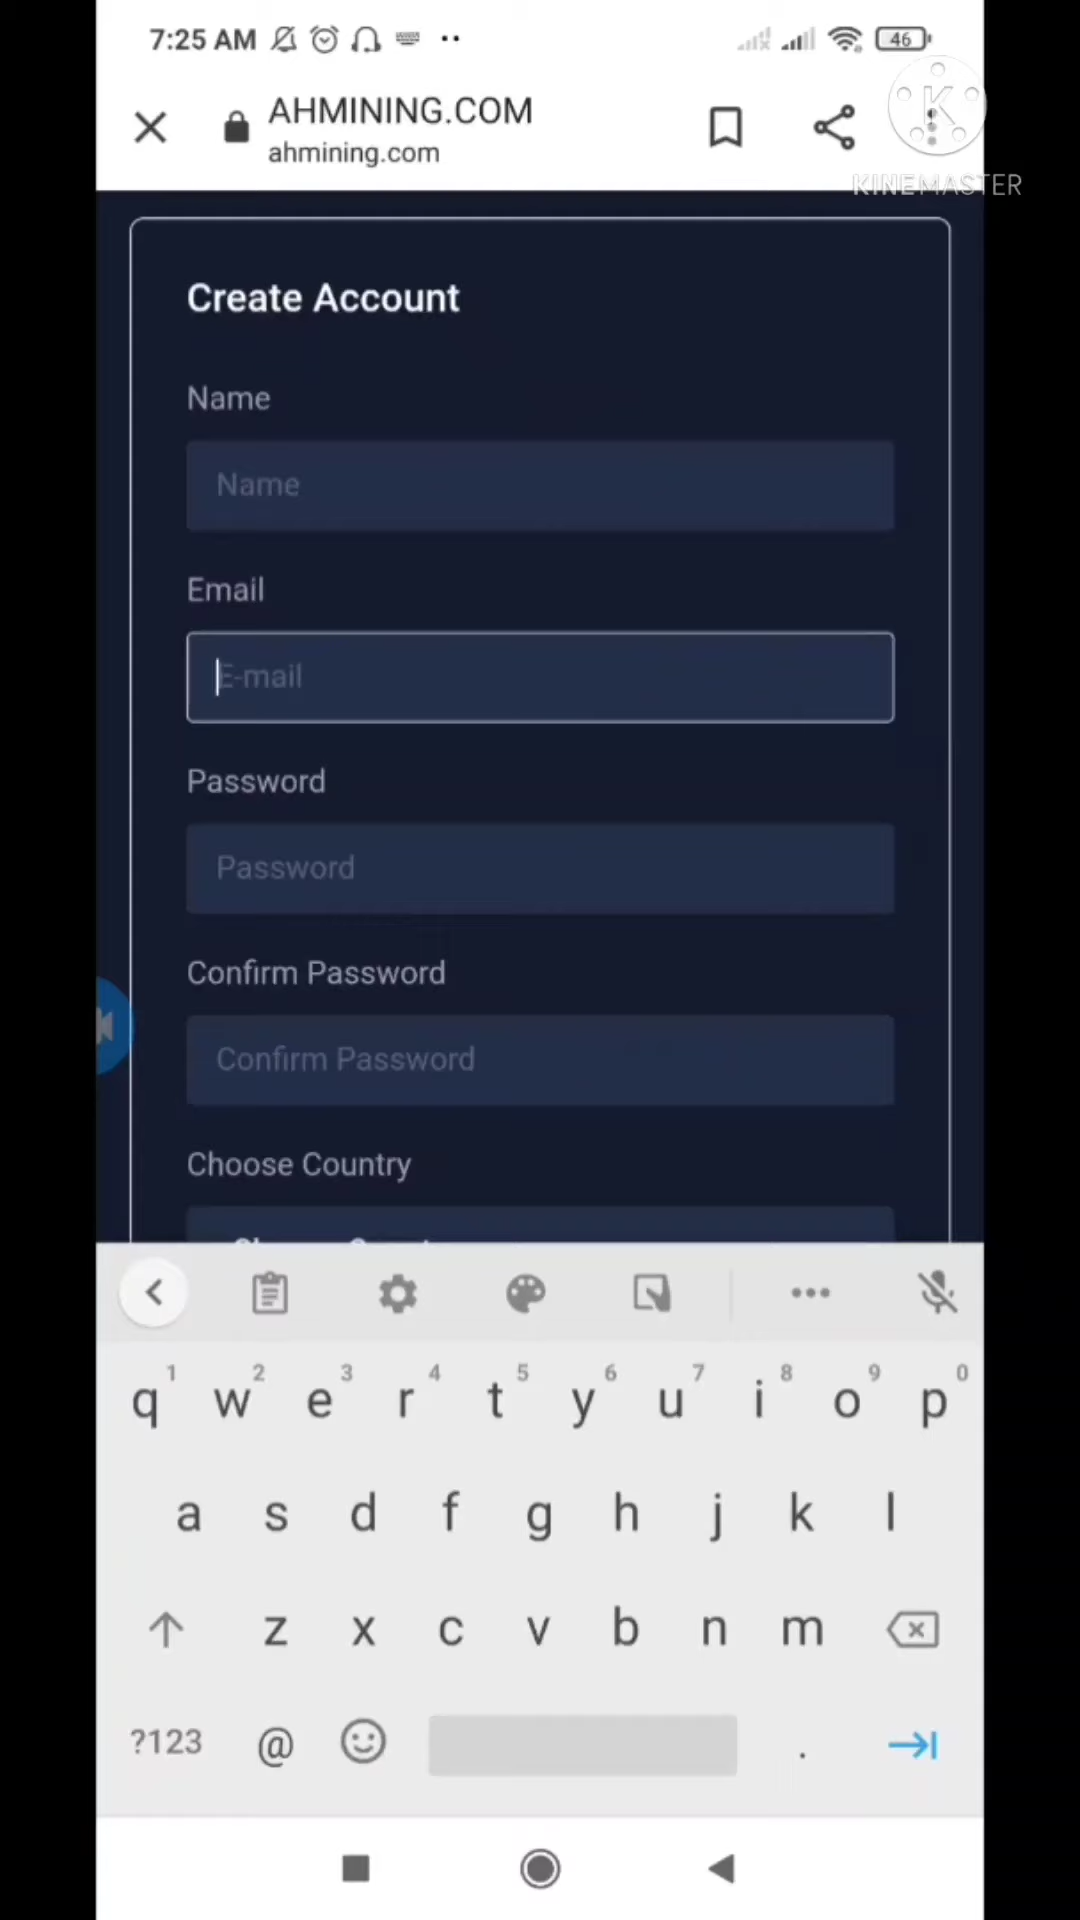 7:25 AM
46
AHMINING.COM
ahmining.com
K
KINEMASTER
Create Account
Name
Name
Email
E-mail
Password
Password
Confirm Password
Confirm Password
Choose Country
1 2 3 4 5 6 7 8 9 0
q w e r t y u i o p
a s d f g h j k l
z x c v b n m
?123 @ .